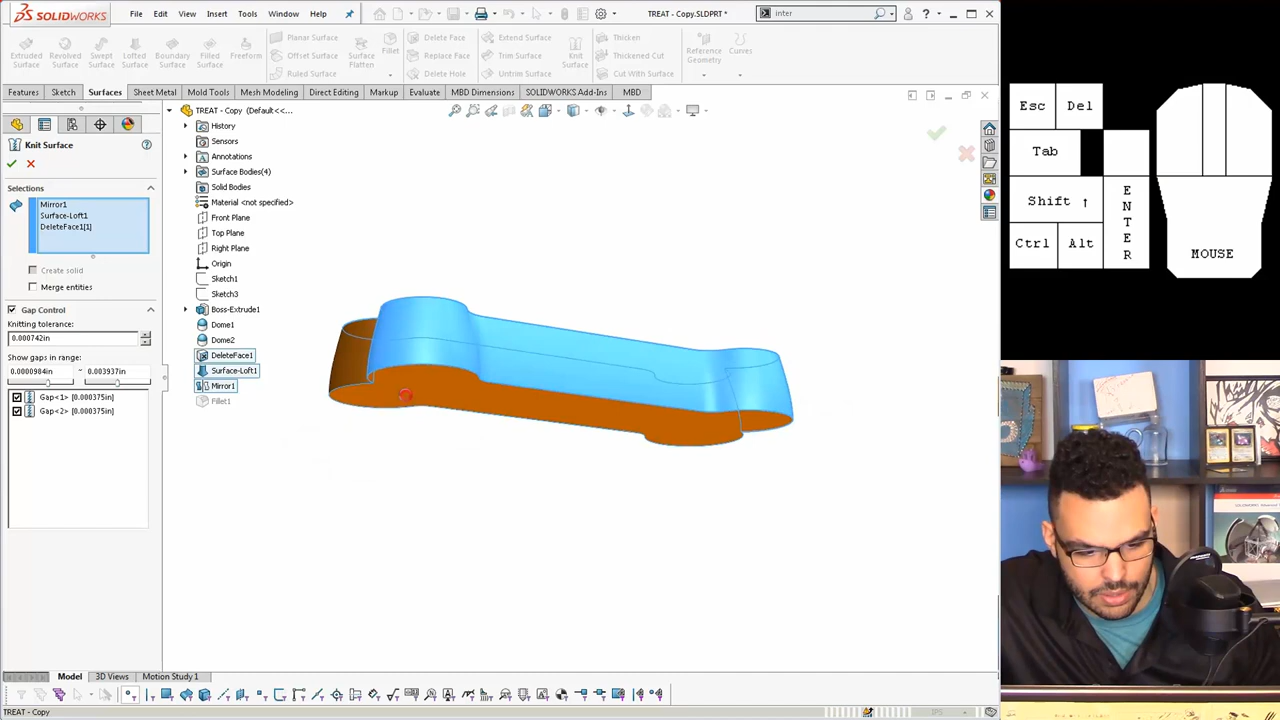 SOLIDWORKS File Edit View Insert Tools Window Help TREAT - Copy.SLDPRT * inter
Extruded Surface Revolved Surface Swept Surface Lofted Surface Boundary Surface Filled Surface Freeform Planar Surface Offset Surface Ruled Surface Surface Flatten Fillet Delete Face Replace Face Delete Hole Extend Surface Trim Surface Untrim Surface Knit Surface Thicken Thickened Cut Cut With Surface Reference Geometry Curves
Features Sketch Surfaces Sheet Metal Mold Tools Mesh Modeling Direct Editing Markup Evaluate MBD Dimensions SOLIDWORKS Add-Ins MBD
Knit Surface
Selections
Mirror1
Surface-Loft1
DeleteFace1[1]
Create solid
Merge entities
Gap Control
Knitting tolerance:
0.000742in
Show gaps in range:
0.0000984in ~ 0.003937in
Gap<1> [0.000375in]
Gap<2> [0.000375in]
TREAT - Copy (Default<<...
History
Sensors
Annotations
Surface Bodies(4)
Solid Bodies
Material <not specified>
Front Plane
Top Plane
Right Plane
Origin
Sketch1
Sketch3
Boss-Extrude1
Dome1
Dome2
DeleteFace1
Surface-Loft1
Mirror1
Fillet1
Esc Del
Tab
Shift ↑
Ctrl Alt
ENTER
MOUSE
Model 3D Views Motion Study 1
TREAT - Copy
IPS